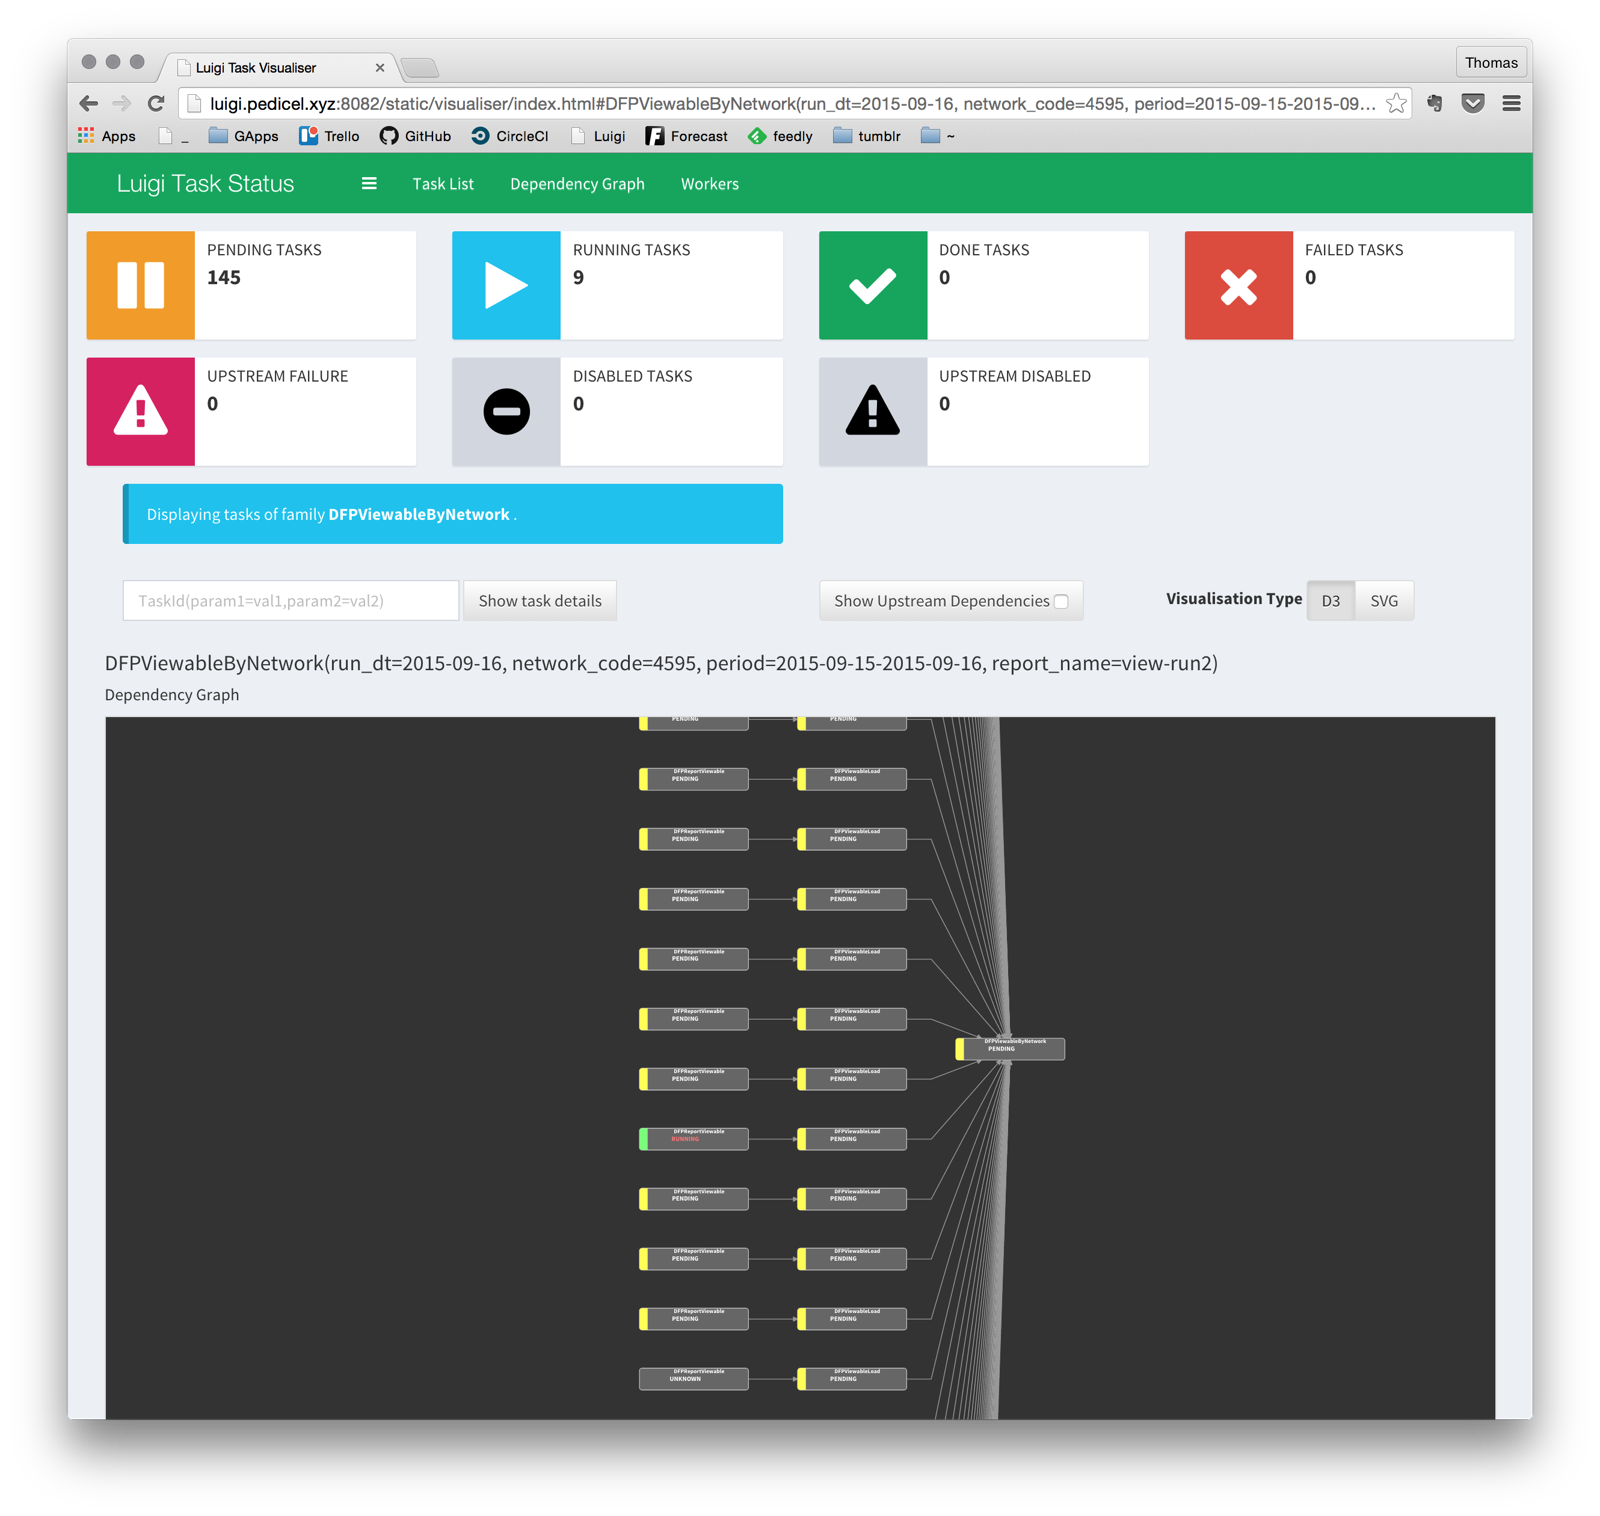 Luigi Task Visualiser
Thomas
luigi.pedicel.xyz:8082/static/visualiser/index.html#DFPViewableByNetwork(run_dt=2015-09-16, network_code=4595, period=2015-09-15-2015-09...
Apps _ GApps Trello GitHub CircleCI Luigi Forecast feedly tumblr ~
Luigi Task Status Task List Dependency Graph Workers
PENDING TASKS RUNNING TASKS DONE TASKS FAILED TASKS
145 9 0 0
UPSTREAM FAILURE DISABLED TASKS UPSTREAM DISABLED
0 0 0
Displaying tasks of family DFPViewableByNetwork .
TaskId(param1=val1,param2=val2) Show task details Show Upstream Dependencies Visualisation Type D3 SVG
DFPViewableByNetwork(run_dt=2015-09-16, network_code=4595, period=2015-09-15-2015-09-16, report_name=view-run2)
Dependency Graph
PENDING PENDING
DFPReportViewable DFPViewableLoad
PENDING PENDING
DFPReportViewable DFPViewableLoad
PENDING PENDING
DFPReportViewable DFPViewableLoad
PENDING PENDING
DFPReportViewable DFPViewableLoad
PENDING PENDING
DFPReportViewable DFPViewableLoad
PENDING PENDING
DFPViewableByNetwork
PENDING
DFPReportViewable DFPViewableLoad
PENDING PENDING
DFPReportViewable DFPViewableLoad
RUNNING PENDING
DFPReportViewable DFPViewableLoad
PENDING PENDING
DFPReportViewable DFPViewableLoad
PENDING PENDING
DFPReportViewable DFPViewableLoad
PENDING PENDING
DFPReportViewable DFPViewableLoad
UNKNOWN PENDING